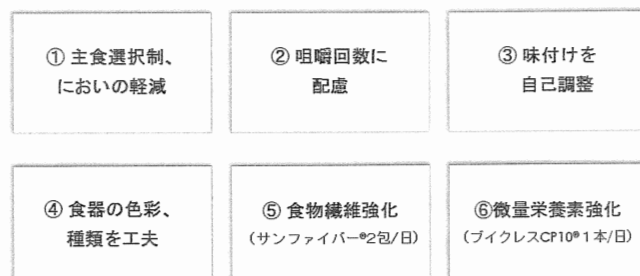 ① 主食選択制、
においの軽減
② 咀嚼回数に
配慮
③ 味付けを
自己調整
④ 食器の色彩、
種類を工夫
⑤ 食物繊維強化
(サンファイバー®2包/日)
⑥微量栄養素強化
(ブイクレスCP10®1本/日)